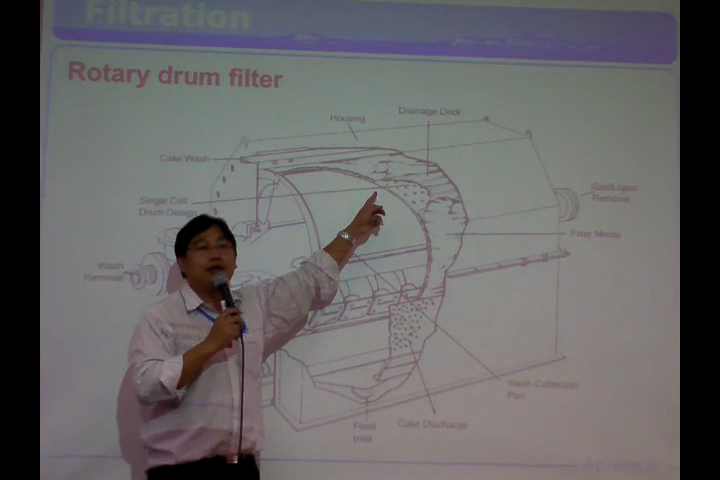 Filtration
Rotary drum filter
Drainage Deck
Housing
Cake Wash
Gas/Liquid
Removal
Single Cell
Drum Design
Filter Media
Wash
Removal
Wash Collection
Pan
Feed
Inlet
Cake Discharge